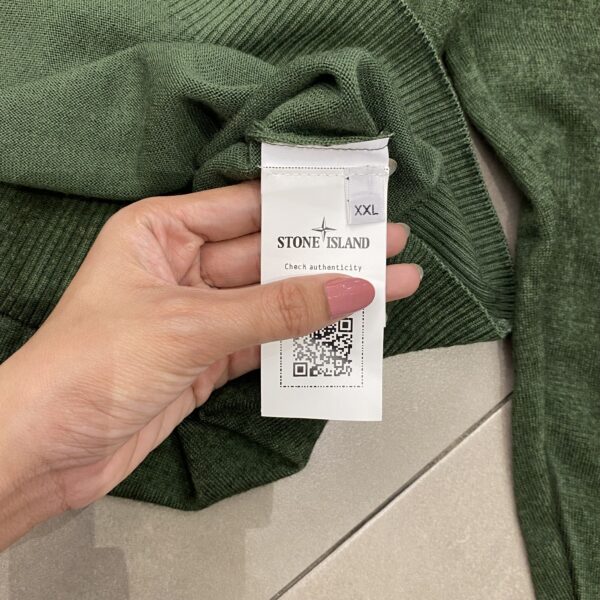 XXL
STONE ISLAND
Check authenticity